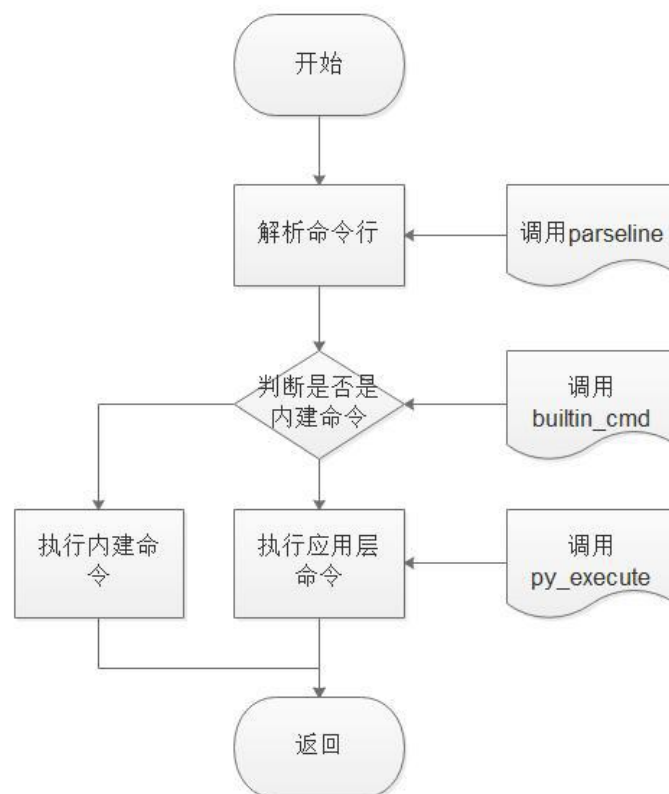 开始
解析命令行
调用parseline
判断是否是
内建命令
调用
builtin_cmd
执行内建命
令
执行应用层
命令
调用
py_execute
返回